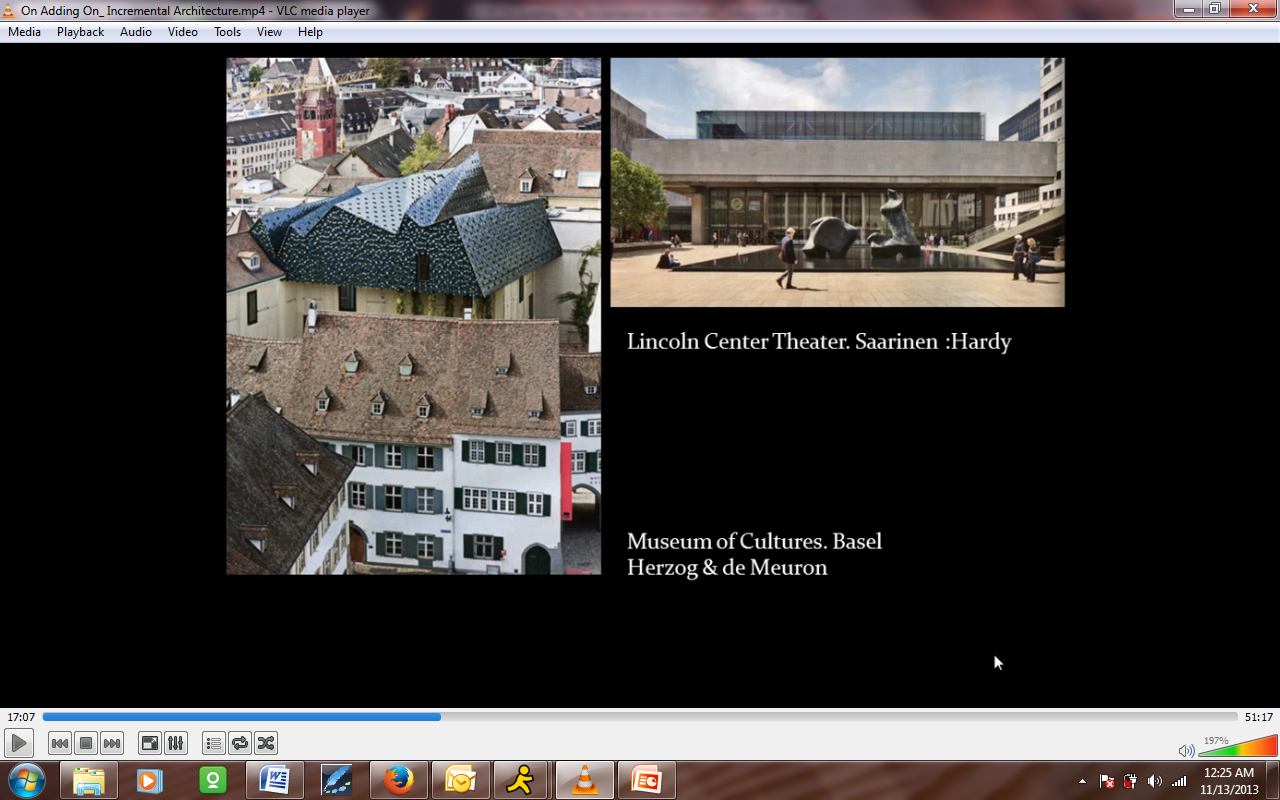 On Adding On_ Incremental Architecture.mp4 - VLC media player
Media Playback Audio Video Tools View Help
Lincoln Center Theater. Saarinen :Hardy
Museum of Cultures. Basel
Herzog & de Meuron
17:07 51:17
197%
12:25 AM
11/13/2013